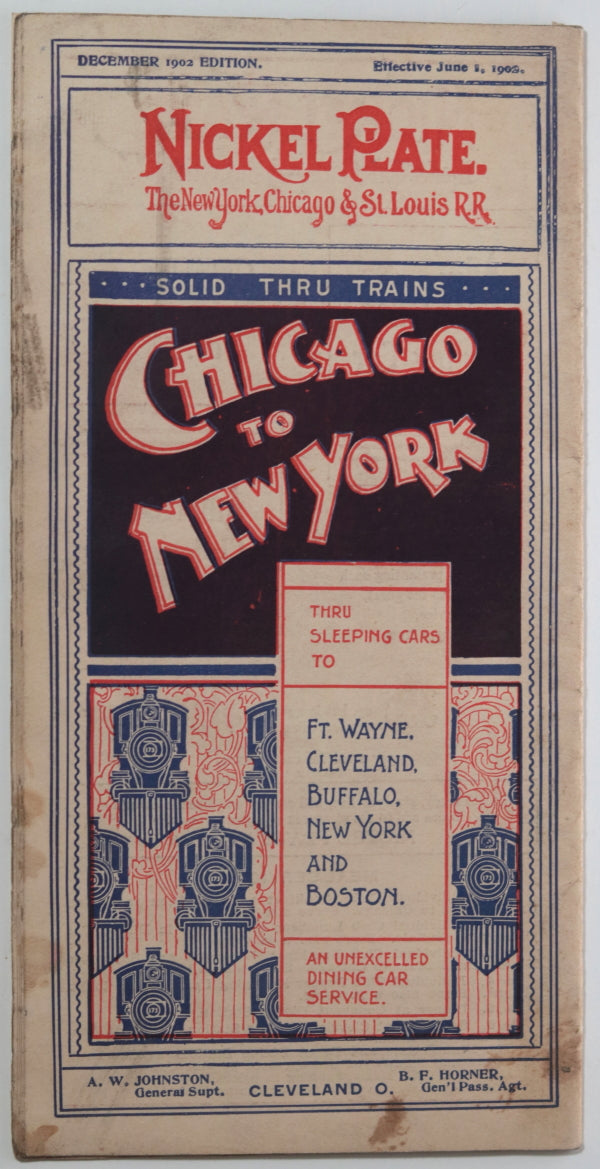 DECEMBER 1902 EDITION. Effective June 1, 1902.
NICKEL PLATE.
The New York, Chicago & St. Louis R.R.
· · · SOLID THRU TRAINS · · ·
CHICAGO
TO
NEW YORK
THRU
SLEEPING CARS
TO
FT. WAYNE,
CLEVELAND,
BUFFALO,
NEW YORK
AND
BOSTON.
AN UNEXCELLED
DINING CAR
SERVICE.
A. W. JOHNSTON,
General Supt.
CLEVELAND O.
B. F. HORNER,
Gen'l Pass. Agt.